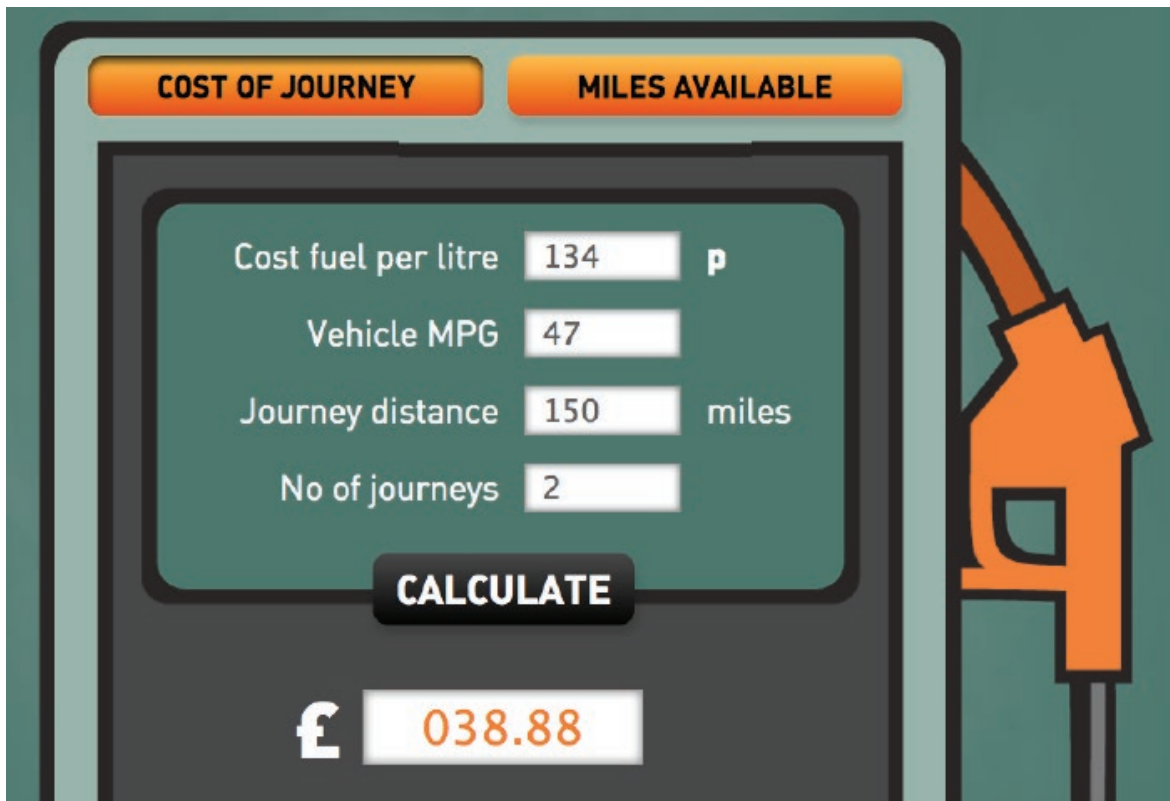 COST OF JOURNEY MILES AVAILABLE
Cost fuel per litre 134 p
Vehicle MPG 47
Journey distance 150 miles
No of journeys 2
CALCULATE
£ 038.88